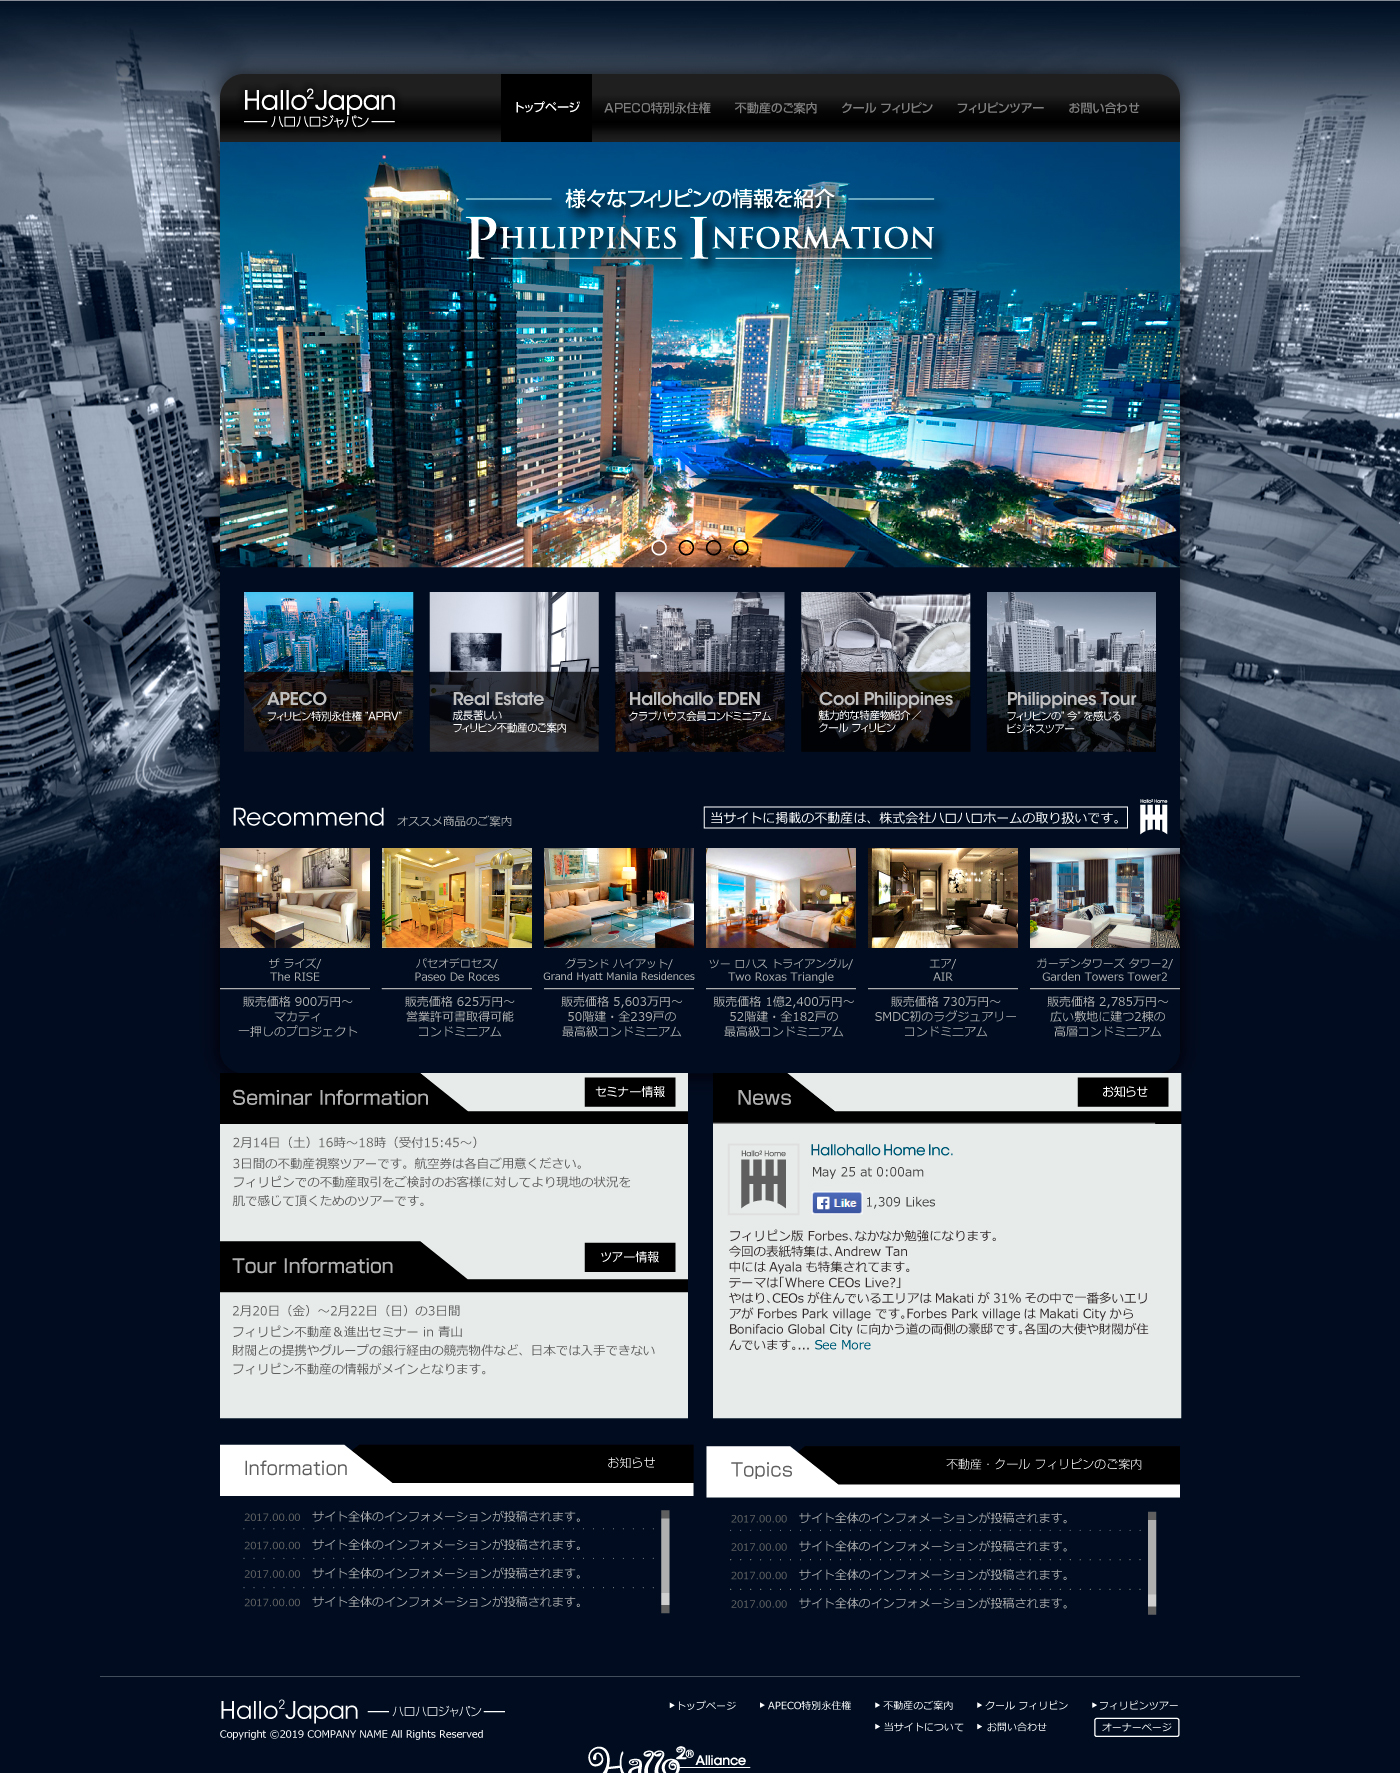 Hallo²Japan
ハロハロジャパン
トップページ
APECO特別永住権
不動産のご案内
クール フィリピン
フィリピンツアー
お問い合わせ
様々なフィリピンの情報を紹介
PHILIPPINES INFORMATION
APECO
フィリピン特別永住権 "APRV"
Real Estate
成長著しい
フィリピン不動産のご案内
Hallohallo EDEN
クラブハウス会員コンドミニアム
Cool Philippines
魅力的な特産物紹介／
クール フィリピン
Philippines Tour
フィリピンの" 今" を感じる
ビジネスツアー
Recommend オススメ商品のご案内
当サイトに掲載の不動産は、株式会社ハロハロホームの取り扱いです。
Hallo² Home
ザ ライズ/
The RISE
販売価格 900万円〜
マカティ
一押しのプロジェクト
パセオデロセス/
Paseo De Roces
販売価格 625万円〜
営業許可書取得可能
コンドミニアム
グランド ハイアット/
Grand Hyatt Manila Residences
販売価格 5,603万円〜
50階建・全239戸の
最高級コンドミニアム
ツー ロハス トライアングル/
Two Roxas Triangle
販売価格 1億2,400万円〜
52階建・全182戸の
最高級コンドミニアム
エア/
AIR
販売価格 730万円〜
SMDC初のラグジュアリー
コンドミニアム
ガーデンタワーズ タワー2/
Garden Towers Tower2
販売価格 2,785万円〜
広い敷地に建つ2棟の
高層コンドミニアム
Seminar Information
セミナー情報
2月14日（土）16時〜18時（受付15:45〜）
3日間の不動産視察ツアーです。航空券は各自ご用意ください。
フィリピンでの不動産取引をご検討のお客様に対してより現地の状況を
肌で感じて頂くためのツアーです。
Tour Information
ツアー情報
2月20日（金）〜2月22日（日）の3日間
フィリピン不動産＆進出セミナー in 青山
財閥との提携やグループの銀行経由の競売物件など、日本では入手できない
フィリピン不動産の情報がメインとなります。
News
お知らせ
Hallo² Home
Hallohallo Home Inc.
May 25 at 0:00am
Like 1,309 Likes
フィリピン版 Forbes、なかなか勉強になります。
今回の表紙特集は、Andrew Tan
中には Ayala も特集されてます。
テーマは「Where CEOs Live?」
やはり、CEOs が住んでいるエリアは Makati が 31% その中で一番多いエリ
アが Forbes Park village です。Forbes Park village は Makati City から
Bonifacio Global City に向かう道の両側の豪邸です。各国の大使や財閥が住
んでいます。... See More
Information
お知らせ
2017.00.00 サイト全体のインフォメーションが投稿されます。
2017.00.00 サイト全体のインフォメーションが投稿されます。
2017.00.00 サイト全体のインフォメーションが投稿されます。
2017.00.00 サイト全体のインフォメーションが投稿されます。
Topics
不動産・クール フィリピンのご案内
2017.00.00 サイト全体のインフォメーションが投稿されます。
2017.00.00 サイト全体のインフォメーションが投稿されます。
2017.00.00 サイト全体のインフォメーションが投稿されます。
2017.00.00 サイト全体のインフォメーションが投稿されます。
Hallo²Japan ハロハロジャパン
Copyright ©2019 COMPANY NAME All Rights Reserved
トップページ
APECO特別永住権
不動産のご案内
クール フィリピン
フィリピンツアー
当サイトについて
お問い合わせ
オーナーページ
Hallo²® Alliance